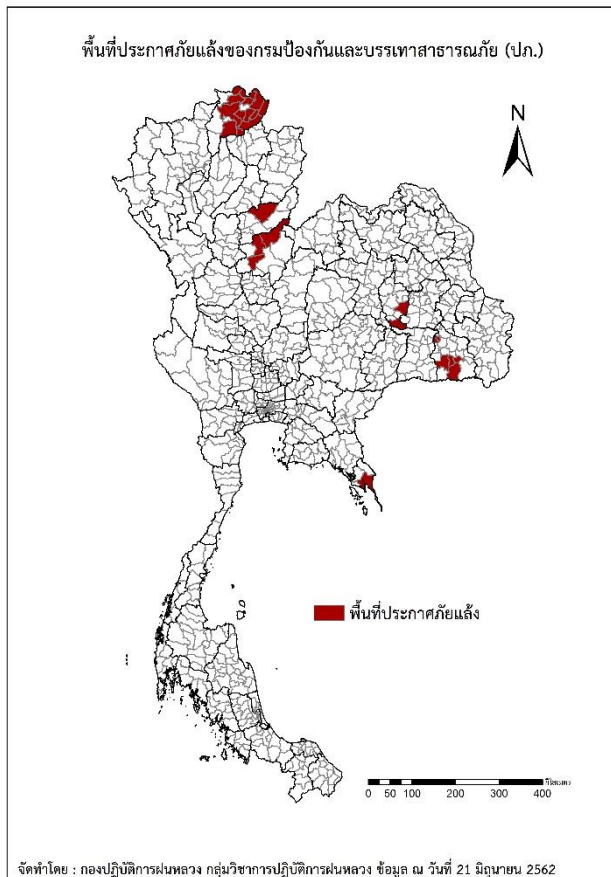 พื้นที่ประกาศภัยแล้งของกรมป้องกันและบรรเทาสาธารณภัย (ปภ.)
N
พื้นที่ประกาศภัยแล้ง
กิโลเมตร
0 50 100 200 300 400
จัดทำโดย : กองปฏิบัติการฝนหลวง กลุ่มวิชาการปฏิบัติการฝนหลวง ข้อมูล ณ วันที่ 21 มิถุนายน 2562